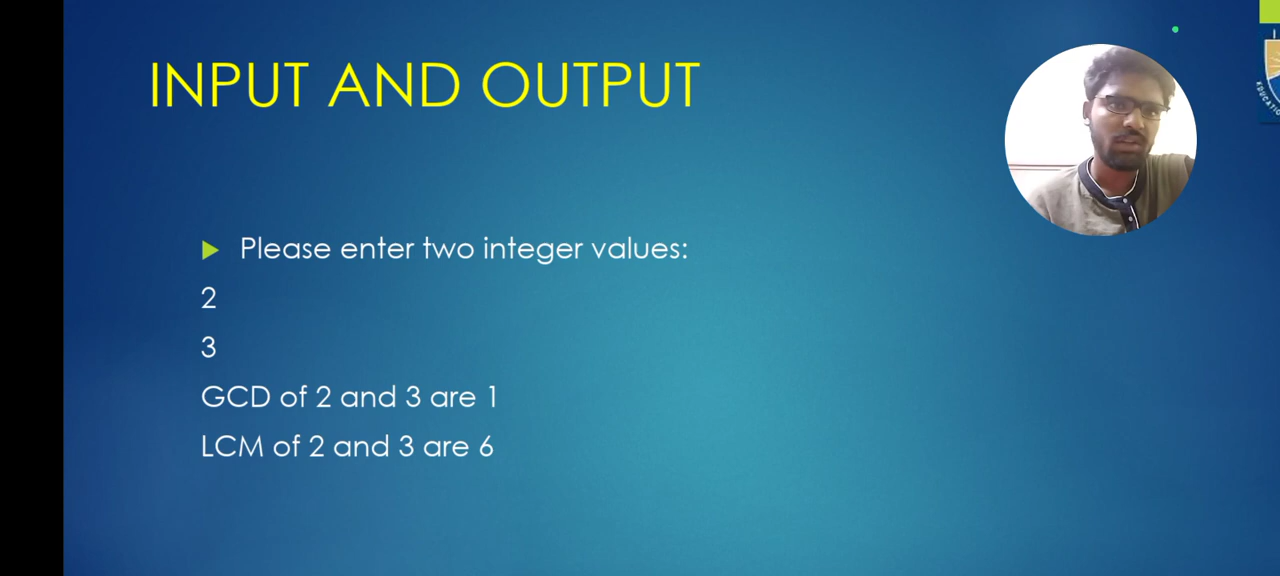 INPUT AND OUTPUT
Please enter two integer values:
2
3
GCD of 2 and 3 are 1
LCM of 2 and 3 are 6